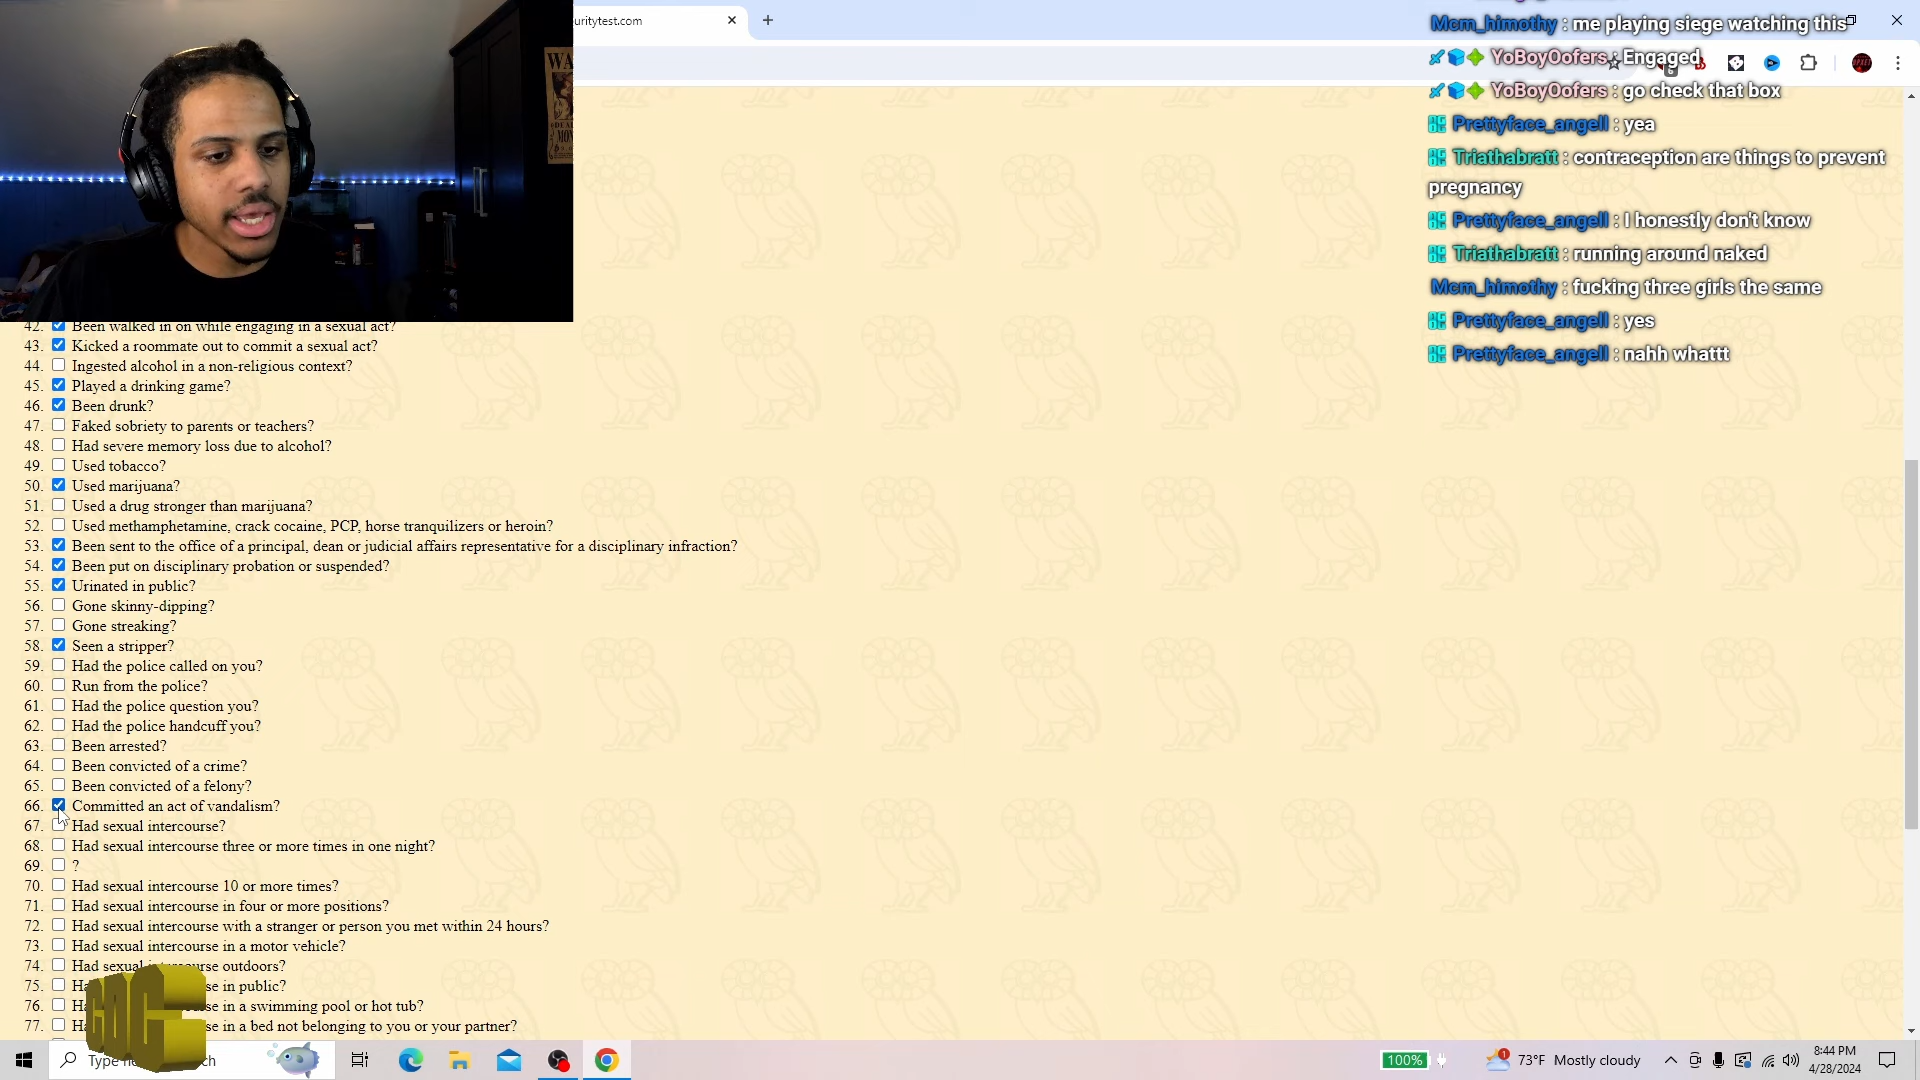 uritytest.com
Mcm_himothy : me playing siege watching this
YoBoyOofers : Engaged
YoBoyOofers : go check that box
Prettyface_angell : yea
Triathabratt : contraception are things to prevent
pregnancy
Prettyface_angell : I honestly don't know
Triathabratt : running around naked
Mcm_himothy : fucking three girls the same
Prettyface_angell : yes
Prettyface_angell : nahh whattt
WA
DEA
MON
42. Been walked in on while engaging in a sexual act?
43. Kicked a roommate out to commit a sexual act?
44. Ingested alcohol in a non-religious context?
45. Played a drinking game?
46. Been drunk?
47. Faked sobriety to parents or teachers?
48. Had severe memory loss due to alcohol?
49. Used tobacco?
50. Used marijuana?
51. Used a drug stronger than marijuana?
52. Used methamphetamine, crack cocaine, PCP, horse tranquilizers or heroin?
53. Been sent to the office of a principal, dean or judicial affairs representative for a disciplinary infraction?
54. Been put on disciplinary probation or suspended?
55. Urinated in public?
56. Gone skinny-dipping?
57. Gone streaking?
58. Seen a stripper?
59. Had the police called on you?
60. Run from the police?
61. Had the police question you?
62. Had the police handcuff you?
63. Been arrested?
64. Been convicted of a crime?
65. Been convicted of a felony?
66. Committed an act of vandalism?
67. Had sexual intercourse?
68. Had sexual intercourse three or more times in one night?
69. ?
70. Had sexual intercourse 10 or more times?
71. Had sexual intercourse in four or more positions?
72. Had sexual intercourse with a stranger or person you met within 24 hours?
73. Had sexual intercourse in a motor vehicle?
74. Had sexual urse outdoors?
75. Ha se in public?
76. Ha se in a swimming pool or hot tub?
77. Ha se in a bed not belonging to you or your partner?
Type he ch
100%
1
73°F Mostly cloudy
8:44 PM
4/28/2024